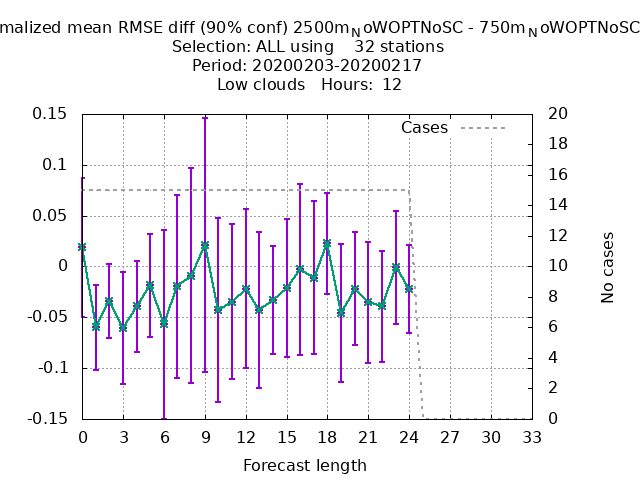 malized mean RMSE diff (90% conf) 2500mNoWOPTNoSC - 750mNoWOPTNoSC
Selection: ALL using 32 stations
Period: 20200203-20200217
Low clouds Hours: 12
Cases
0.15
0.1
0.05
0
-0.05
-0.1
-0.15
20
18
16
14
12
10
8
6
4
2
0
No cases
0 3 6 9 12 15 18 21 24 27 30 33
Forecast length